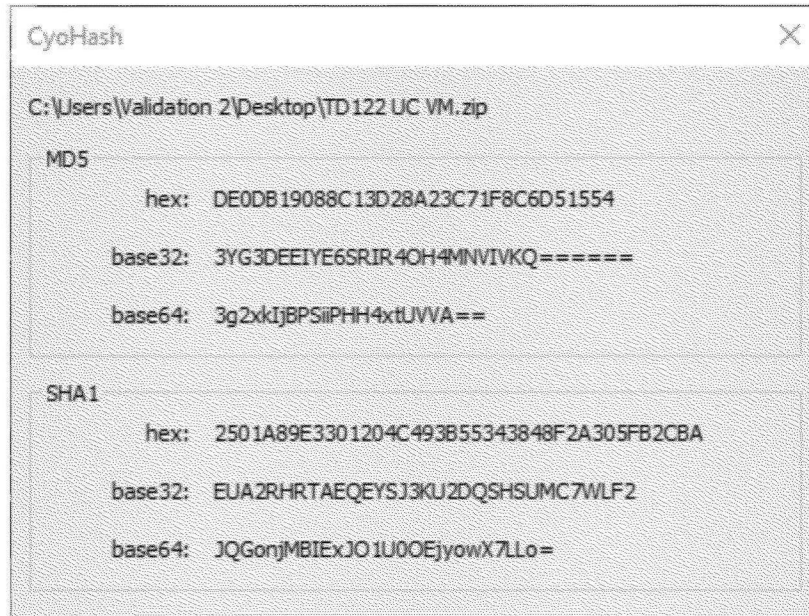 CyoHash
C:\Users\Validation 2\Desktop\TD122 UC VM.zip
MD5
hex: DE0DB19088C13D28A23C71F8C6D51554
base32: 3YG3DEEIYE6SRIR4OH4MNVIVKQ======
base64: 3g2xkIjBPSiiPHH4xtUVVA==
SHA1
hex: 2501A89E3301204C493B55343848F2A305FB2CBA
base32: EUA2RHRTAEQEYSJ3KU2DQSHSUMC7WLF2
base64: JQGonjMBIExJO1U0OEjyowX7LLo=